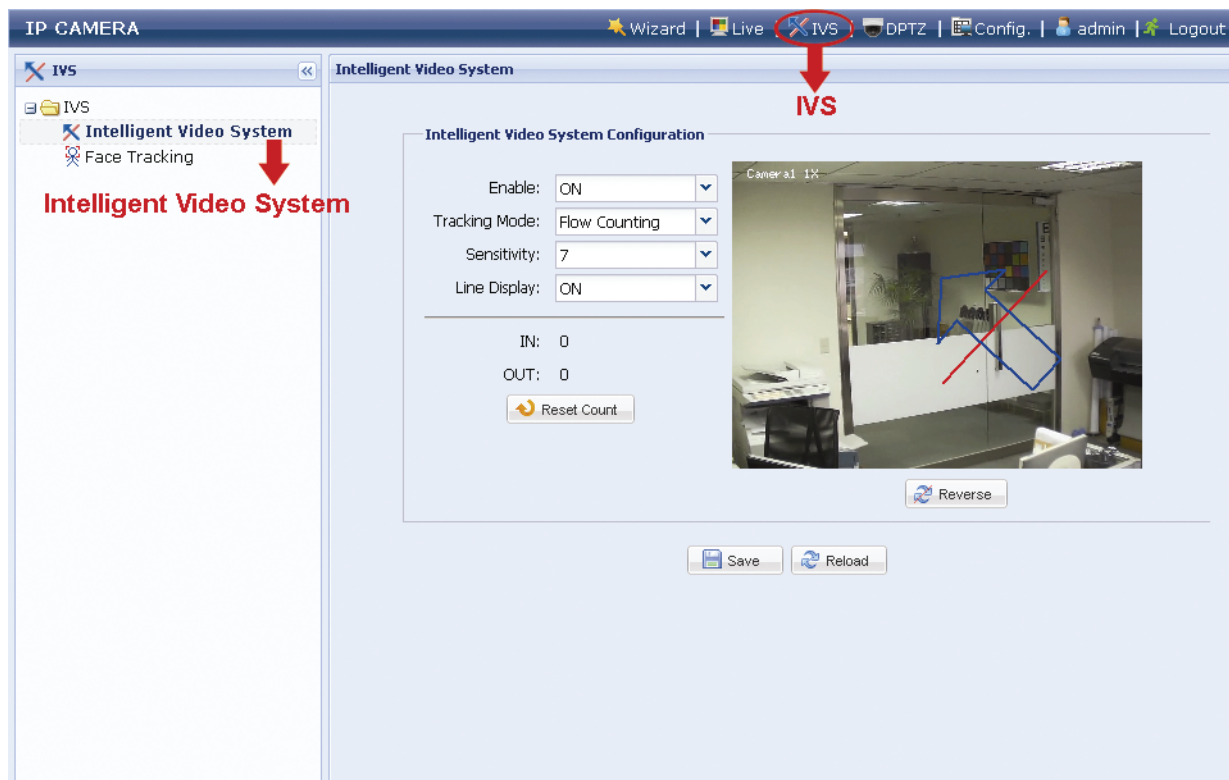 IP CAMERA
Wizard | Live | IVS | DPTZ | Config. | admin | Logout
IVS
Intelligent Video System
IVS
IVS
Intelligent Video System
Face Tracking
Intelligent Video System
Intelligent Video System Configuration
Enable: ON
Tracking Mode: Flow Counting
Sensitivity: 7
Line Display: ON
IN: 0
OUT: 0
Reset Count
Camera1 1X
Reverse
Save
Reload